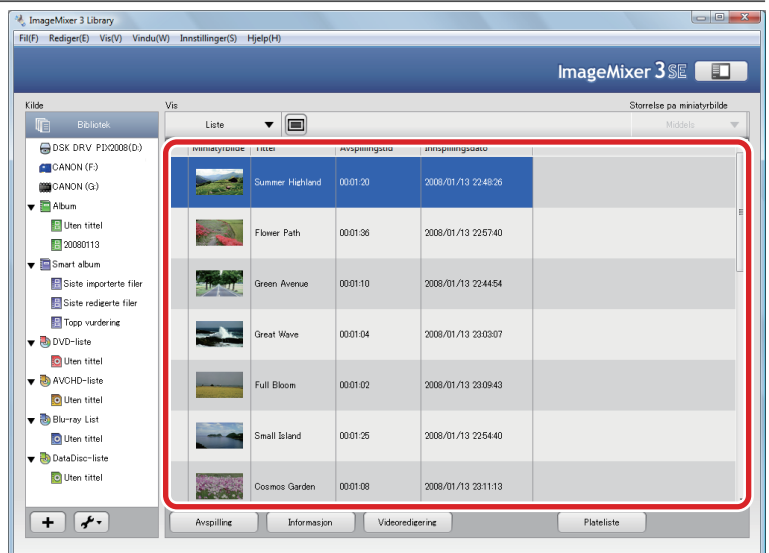 ImageMixer 3 Library
Fil(F) Rediger(E) Vis(V) Vindu(W) Innstillinger(S) Hjelp(H)
ImageMixer 3 SE
Kilde
Vis
Storrelse pa miniatyrbilde
Bibliotek
Liste
Middels
DSK DRV PIX2008(D:)
CANON (F:)
CANON (G:)
Album
Uten tittel
20080113
Smart album
Siste importerte filer
Siste redigerte filer
Topp vurdering
DVD-liste
Uten tittel
AVCHD-liste
Uten tittel
Blu-ray List
Uten tittel
DataDisc-liste
Uten tittel
Miniatyrbilde Tittel Avspillingstid Innspillingsdato
Summer Highland 00:01:20 2008/01/13 22:48:26
Flower Path 00:01:36 2008/01/13 22:57:40
Green Avenue 00:01:10 2008/01/13 22:44:54
Great Wave 00:01:04 2008/01/13 23:03:07
Full Bloom 00:01:02 2008/01/13 23:09:43
Small Island 00:01:25 2008/01/13 22:54:40
Cosmos Garden 00:01:08 2008/01/13 23:11:13
Avspilling Informasjon Videoredigering Plateliste